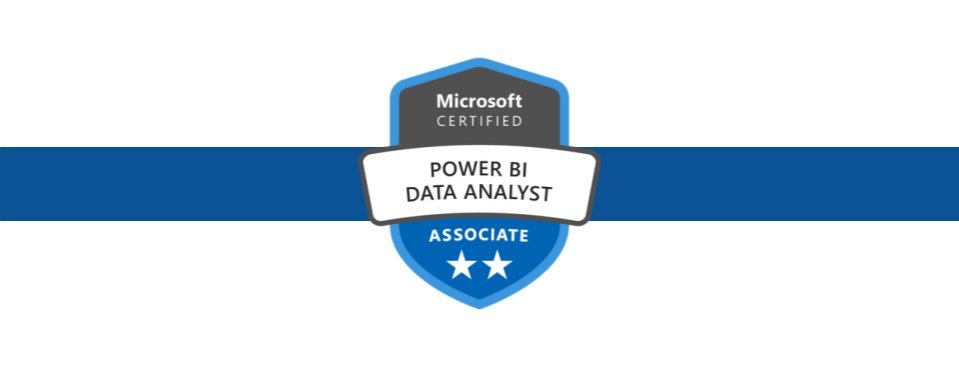 Microsoft
CERTIFIED
POWER BI
DATA ANALYST
ASSOCIATE